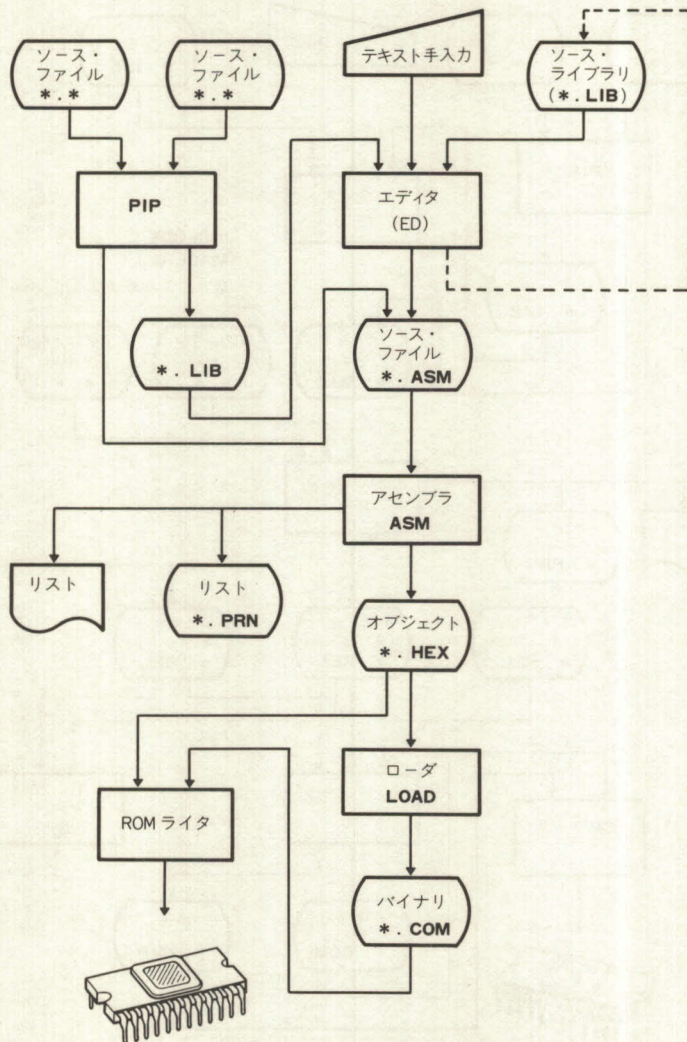 ソース・
ファイル
*.*
ソース・
ファイル
*.*
テキスト手入力
ソース・
ライブラリ
(*.LIB)
PIP
エディタ
(ED)
*.LIB
ソース・
ファイル
*.ASM
アセンブラ
ASM
リスト
リスト
*.PRN
オブジェクト
*.HEX
ローダ
LOAD
ROMライタ
バイナリ
*.COM